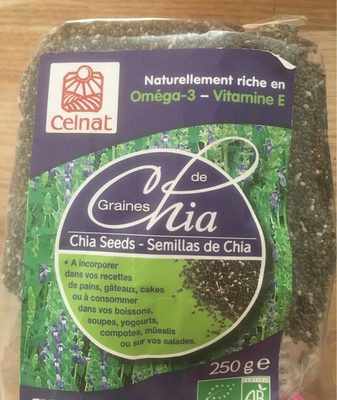 Naturellement riche en
Oméga-3 – Vitamine E
celnat
de
Graines
Chia
Chia Seeds - Semillas de Chia
* A incorporer
dans vos recettes
de pains, gâteaux, cakes
ou à consommer
dans vos boissons,
soupes, yogourts,
compotes, müeslis
ou sur vos salades.
250 g e
AB